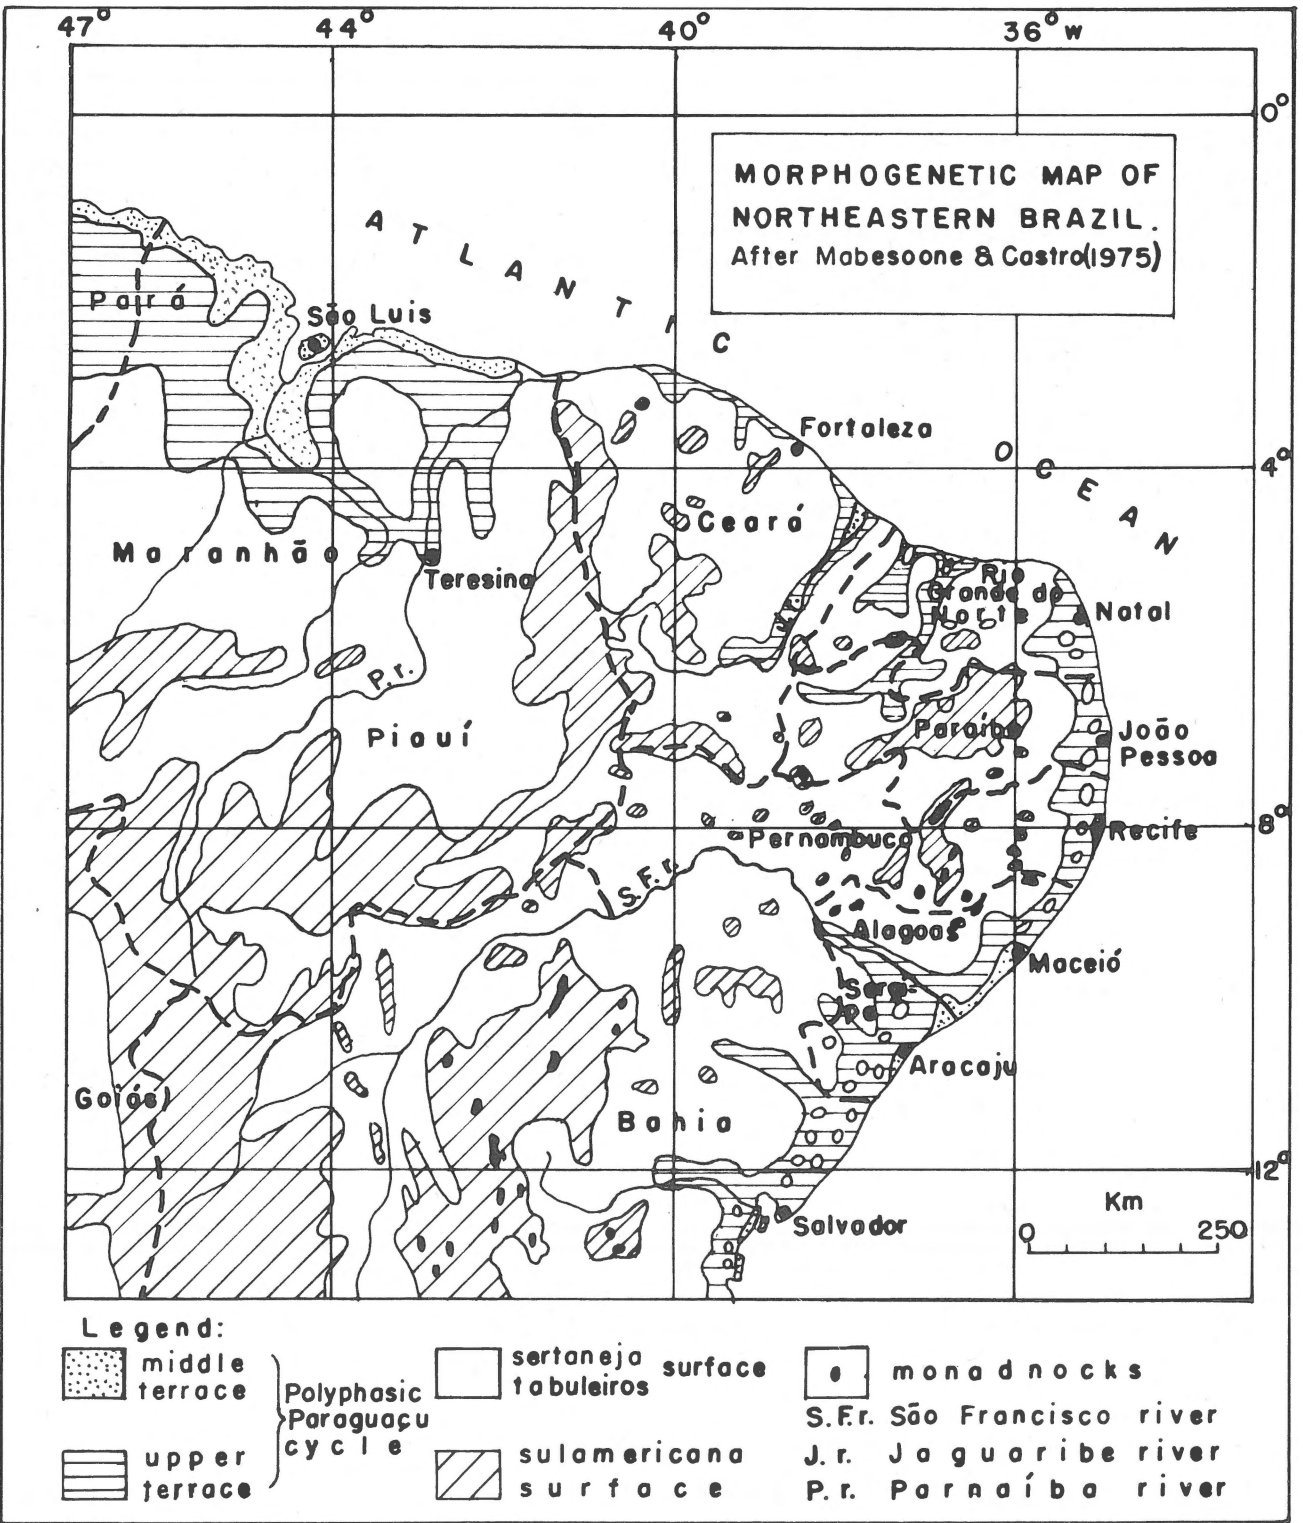 47° 44° 40° 36° W
0°
MORPHOGENETIC MAP OF
NORTHEASTERN BRAZIL.
After Mabesoone & Castro(1975)
ATLANTIC
OCEAN
Pará
São Luis
Fortaleza
4°
Ceará
Maranhão
Teresina
Rio
Grande do
Norte
Natal
J.r.
P.r.
Piauí
Paraíba
João
Pessoa
8°
Pernambuco
Recife
S.F.r.
Alagoas
Maceió
Sergi-
pe
Aracaju
Goiás
Bahia
12°
Salvador
Km
0 250
Legend:
middle
terrace
upper
terrace
Polyphasic
Paraguaçu
cycle
sertaneja
tabuleiros surface
sulamericana
surface
monadnocks
S.F.r. São Francisco river
J.r. Jaguaribe river
P.r. Parnaíba river